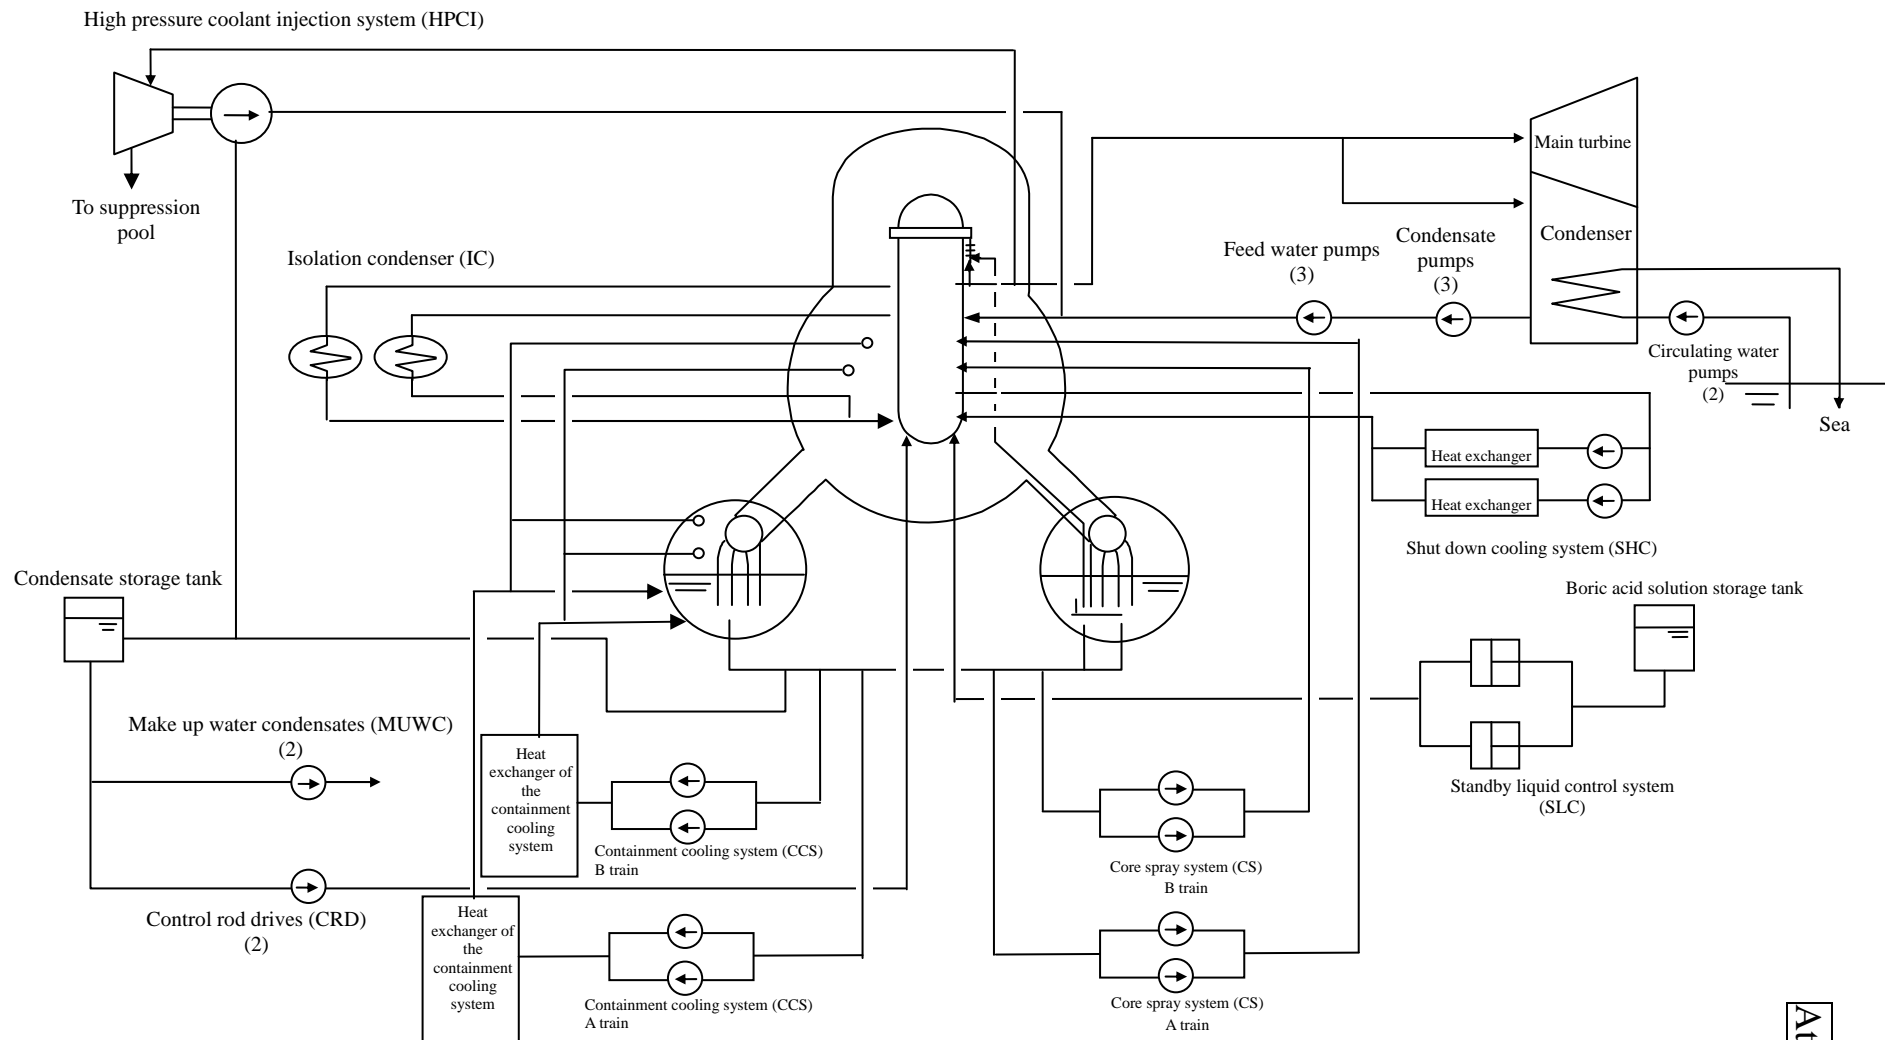 High pressure coolant injection system (HPCI)
To suppression
pool
Isolation condenser (IC)
Main turbine
Condenser
Feed water pumps
(3)
Condensate
pumps
(3)
Circulating water
pumps
(2)
Sea
Heat exchanger
Heat exchanger
Shut down cooling system (SHC)
Condensate storage tank
Boric acid solution storage tank
Make up water condensates (MUWC)
(2)
Standby liquid control system
(SLC)
Heat
exchanger of
the
containment
cooling
system
Containment cooling system (CCS)
B train
Core spray system (CS)
B train
Control rod drives (CRD)
(2)
Heat
exchanger of
the
containment
cooling
system
Containment cooling system (CCS)
A train
Core spray system (CS)
A train
At